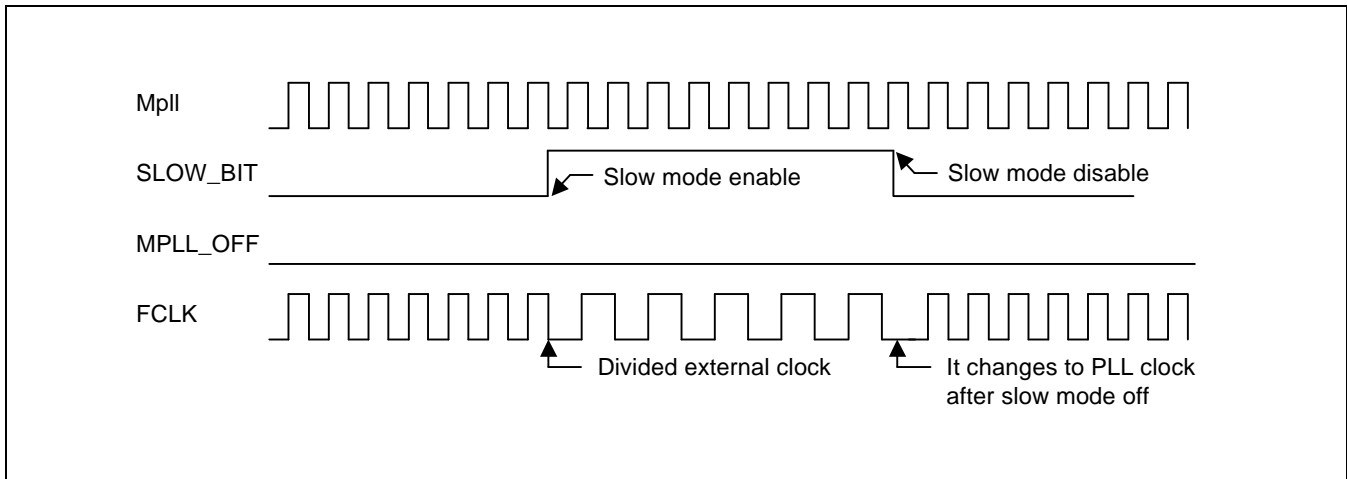 Mpll
SLOW_BIT
Slow mode enable
Slow mode disable
MPLL_OFF
FCLK
Divided external clock
It changes to PLL clock
after slow mode off